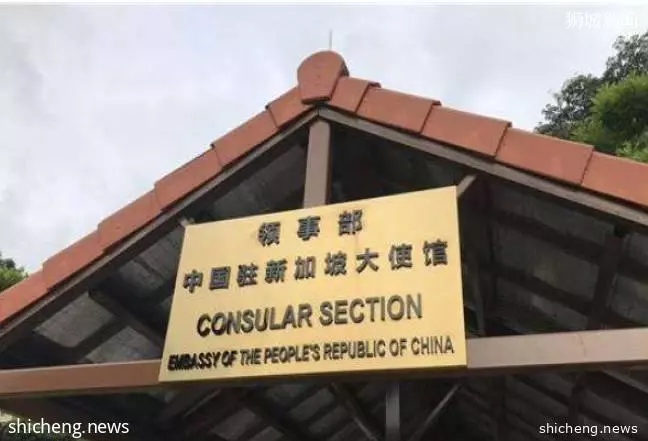 领事部
中国驻新加坡大使馆
CONSULAR SECTION
EMBASSY OF THE PEOPLE'S REPUBLIC OF CHINA
shicheng.news
shicheng.news